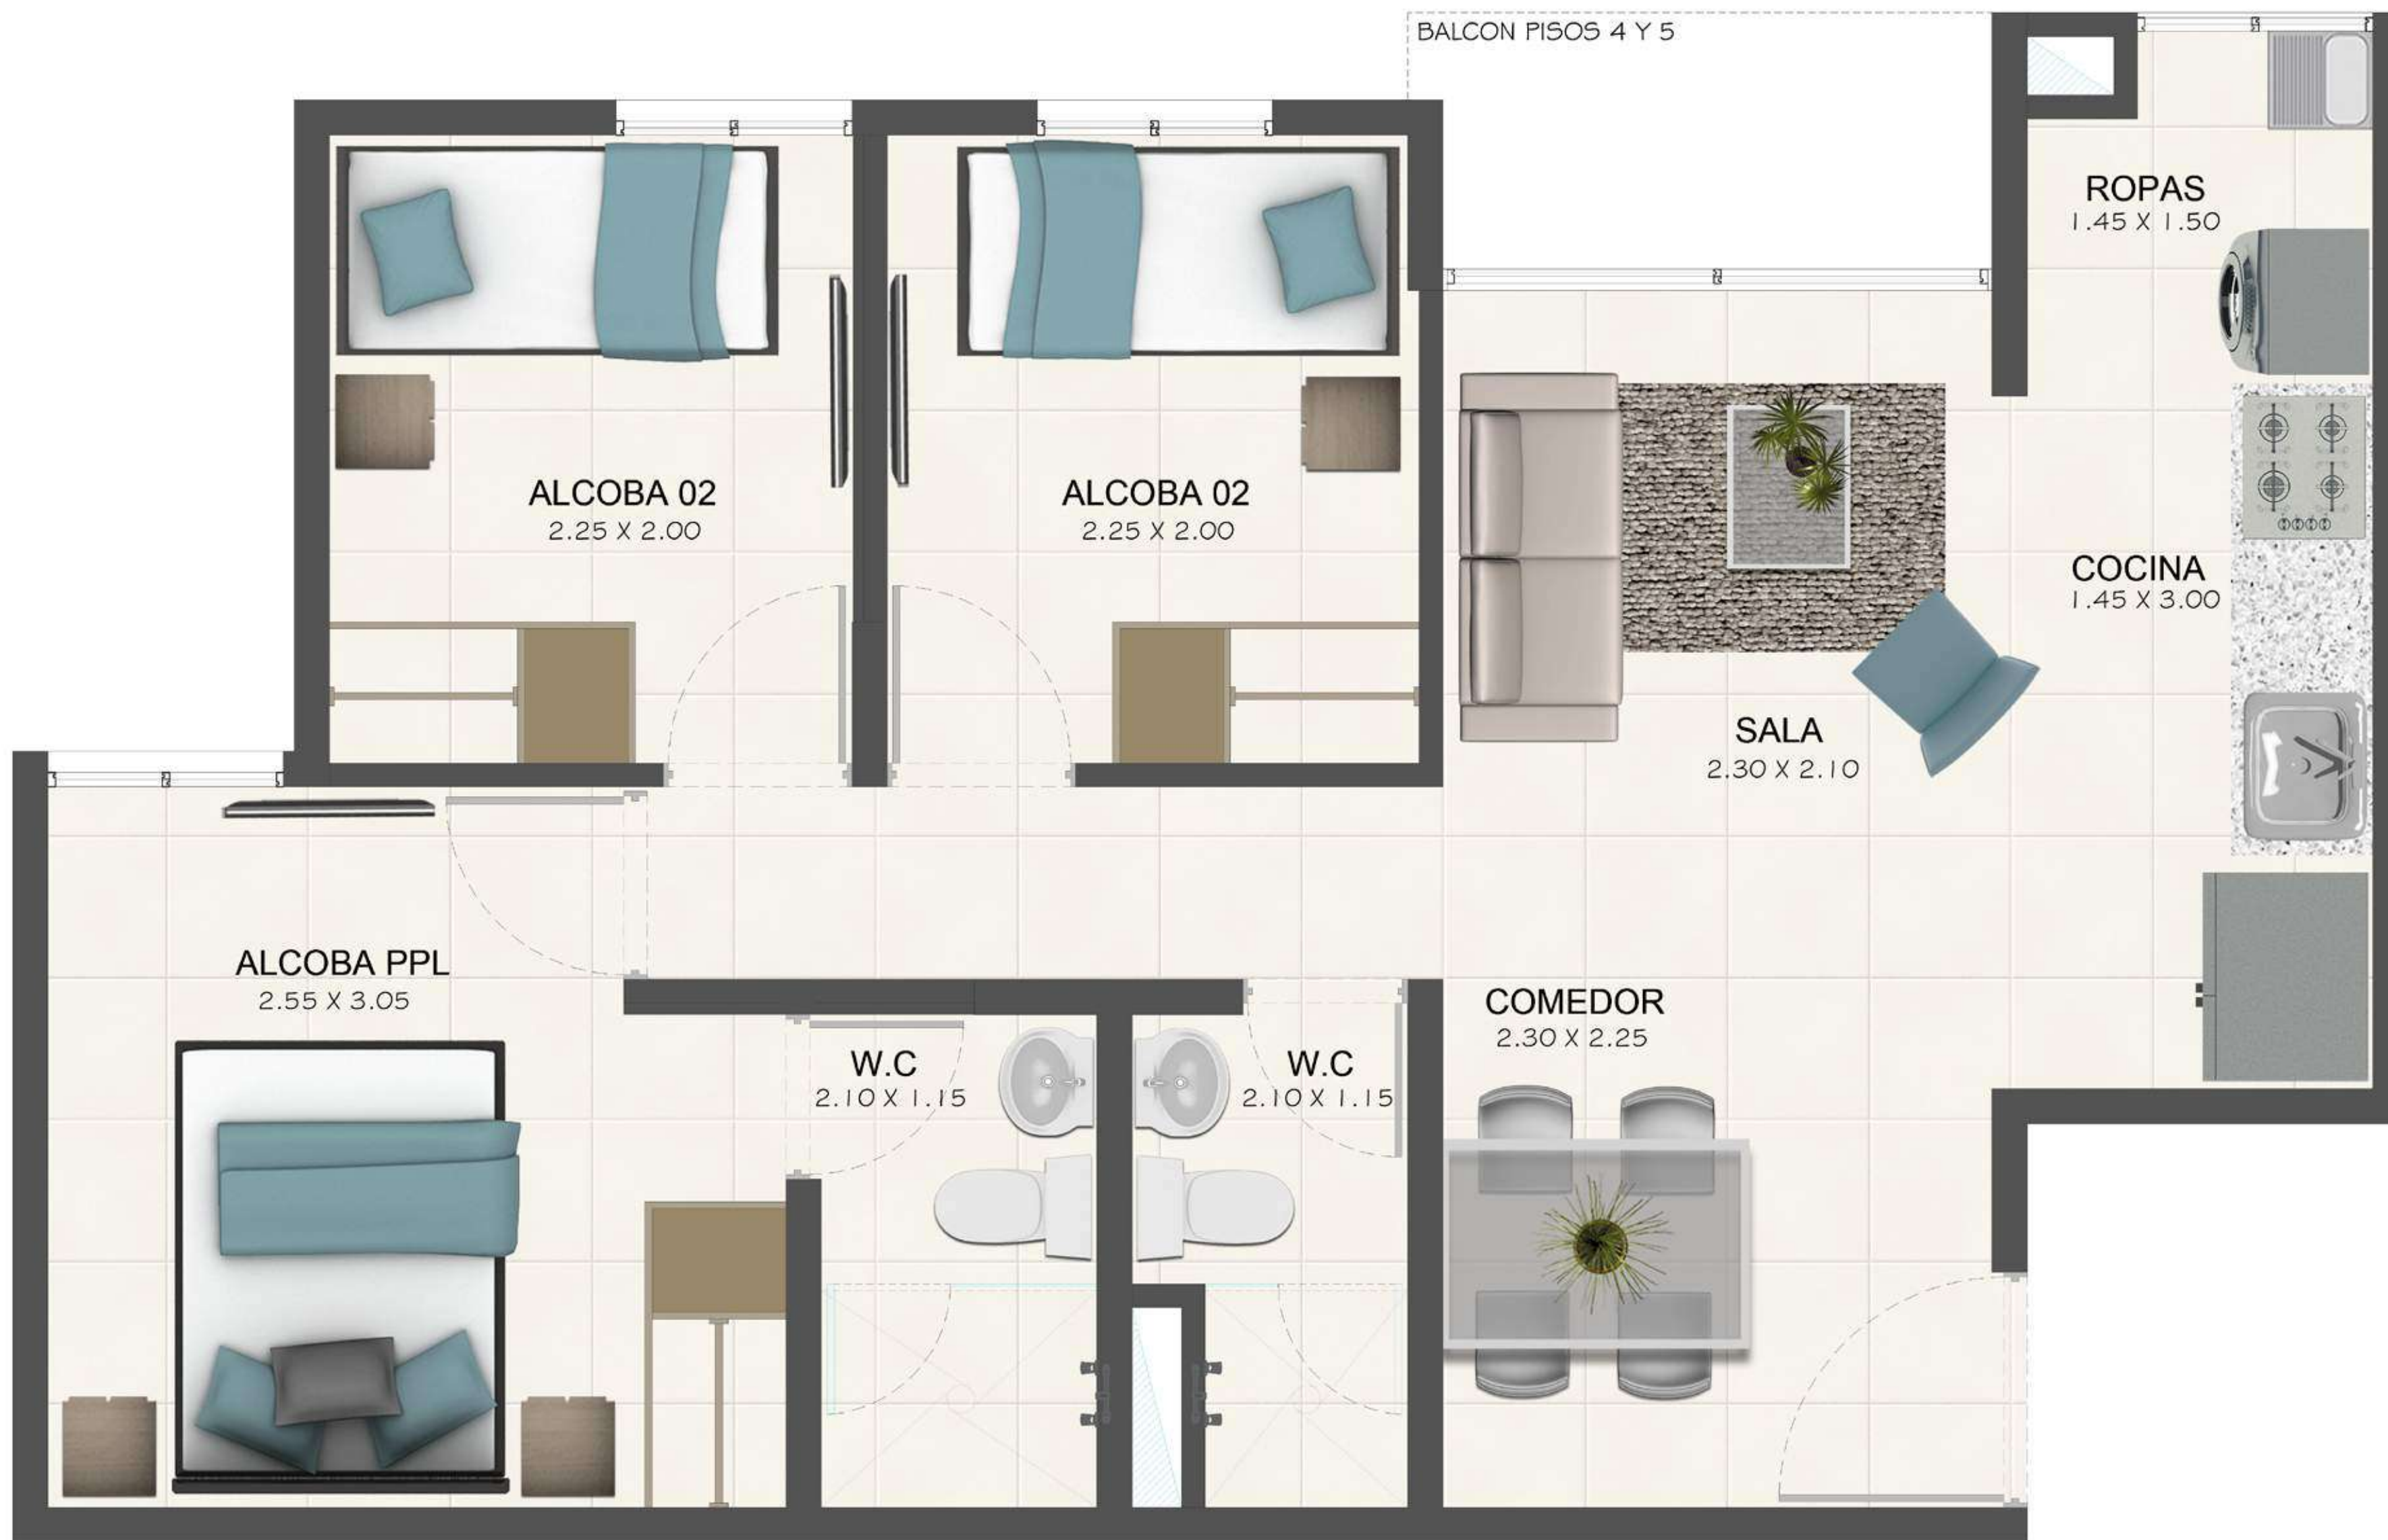 BALCON PISOS 4 Y 5
ROPAS
1.45 X 1.50
ALCOBA 02
2.25 X 2.00
ALCOBA 02
2.25 X 2.00
COCINA
1.45 X 3.00
SALA
2.30 X 2.10
ALCOBA PPL
2.55 X 3.05
COMEDOR
2.30 X 2.25
W.C
2.10 X 1.15
W.C
2.10 X 1.15